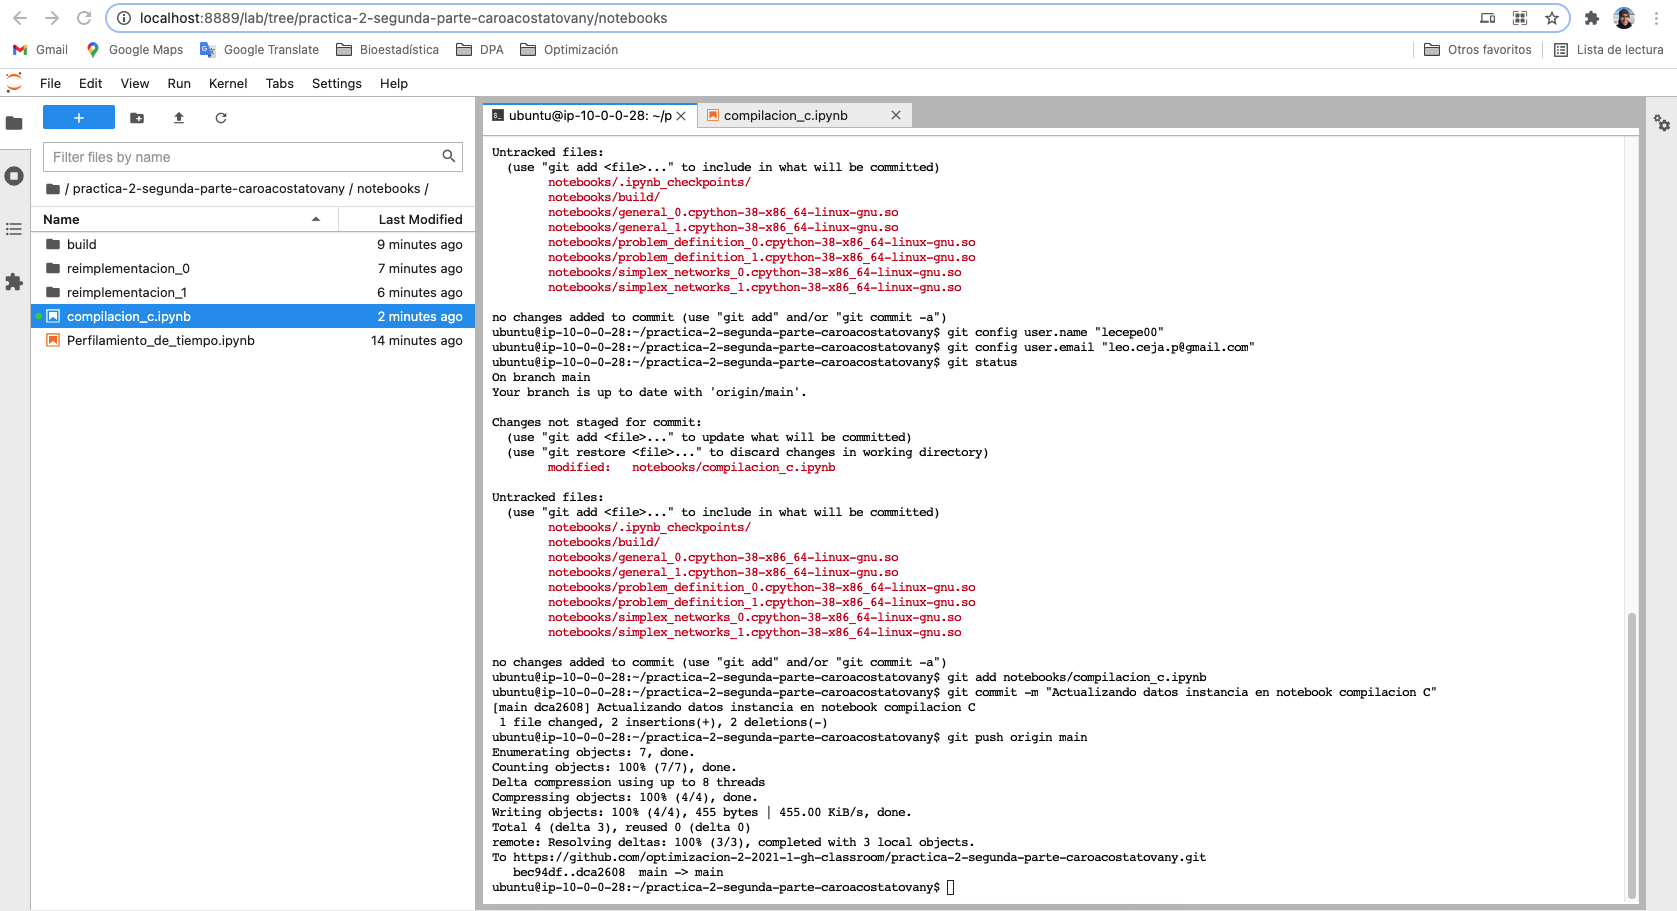 localhost:8889/lab/tree/practica-2-segunda-parte-caroacostatovany/notebooks
Gmail Google Maps Google Translate Bioestadística DPA Optimización Otros favoritos Lista de lectura
File Edit View Run Kernel Tabs Settings Help
+
Filter files by name
/ practica-2-segunda-parte-caroacostatovany / notebooks /
Name Last Modified
build 9 minutes ago
reimplementacion_0 7 minutes ago
reimplementacion_1 6 minutes ago
compilacion_c.ipynb 2 minutes ago
Perfilamiento_de_tiempo.ipynb 14 minutes ago
ubuntu@ip-10-0-0-28: ~/p compilacion_c.ipynb
Untracked files:
(use "git add <file>..." to include in what will be committed)
notebooks/.ipynb_checkpoints/
notebooks/build/
notebooks/general_0.cpython-38-x86_64-linux-gnu.so
notebooks/general_1.cpython-38-x86_64-linux-gnu.so
notebooks/problem_definition_0.cpython-38-x86_64-linux-gnu.so
notebooks/problem_definition_1.cpython-38-x86_64-linux-gnu.so
notebooks/simplex_networks_0.cpython-38-x86_64-linux-gnu.so
notebooks/simplex_networks_1.cpython-38-x86_64-linux-gnu.so
no changes added to commit (use "git add" and/or "git commit -a")
ubuntu@ip-10-0-0-28:~/practica-2-segunda-parte-caroacostatovany$ git config user.name "lecepe00"
ubuntu@ip-10-0-0-28:~/practica-2-segunda-parte-caroacostatovany$ git config user.email "leo.ceja.p@gmail.com"
ubuntu@ip-10-0-0-28:~/practica-2-segunda-parte-caroacostatovany$ git status
On branch main
Your branch is up to date with 'origin/main'.
Changes not staged for commit:
(use "git add <file>..." to update what will be committed)
(use "git restore <file>..." to discard changes in working directory)
modified: notebooks/compilacion_c.ipynb
Untracked files:
(use "git add <file>..." to include in what will be committed)
notebooks/.ipynb_checkpoints/
notebooks/build/
notebooks/general_0.cpython-38-x86_64-linux-gnu.so
notebooks/general_1.cpython-38-x86_64-linux-gnu.so
notebooks/problem_definition_0.cpython-38-x86_64-linux-gnu.so
notebooks/problem_definition_1.cpython-38-x86_64-linux-gnu.so
notebooks/simplex_networks_0.cpython-38-x86_64-linux-gnu.so
notebooks/simplex_networks_1.cpython-38-x86_64-linux-gnu.so
no changes added to commit (use "git add" and/or "git commit -a")
ubuntu@ip-10-0-0-28:~/practica-2-segunda-parte-caroacostatovany$ git add notebooks/compilacion_c.ipynb
ubuntu@ip-10-0-0-28:~/practica-2-segunda-parte-caroacostatovany$ git commit -m "Actualizando datos instancia en notebook compilacion C"
[main dca2608] Actualizando datos instancia en notebook compilacion C
1 file changed, 2 insertions(+), 2 deletions(-)
ubuntu@ip-10-0-0-28:~/practica-2-segunda-parte-caroacostatovany$ git push origin main
Enumerating objects: 7, done.
Counting objects: 100% (7/7), done.
Delta compression using up to 8 threads
Compressing objects: 100% (4/4), done.
Writing objects: 100% (4/4), 455 bytes | 455.00 KiB/s, done.
Total 4 (delta 3), reused 0 (delta 0)
remote: Resolving deltas: 100% (3/3), completed with 3 local objects.
To https://github.com/optimizacion-2-2021-1-gh-classroom/practica-2-segunda-parte-caroacostatovany.git
bec94df..dca2608 main -> main
ubuntu@ip-10-0-0-28:~/practica-2-segunda-parte-caroacostatovany$